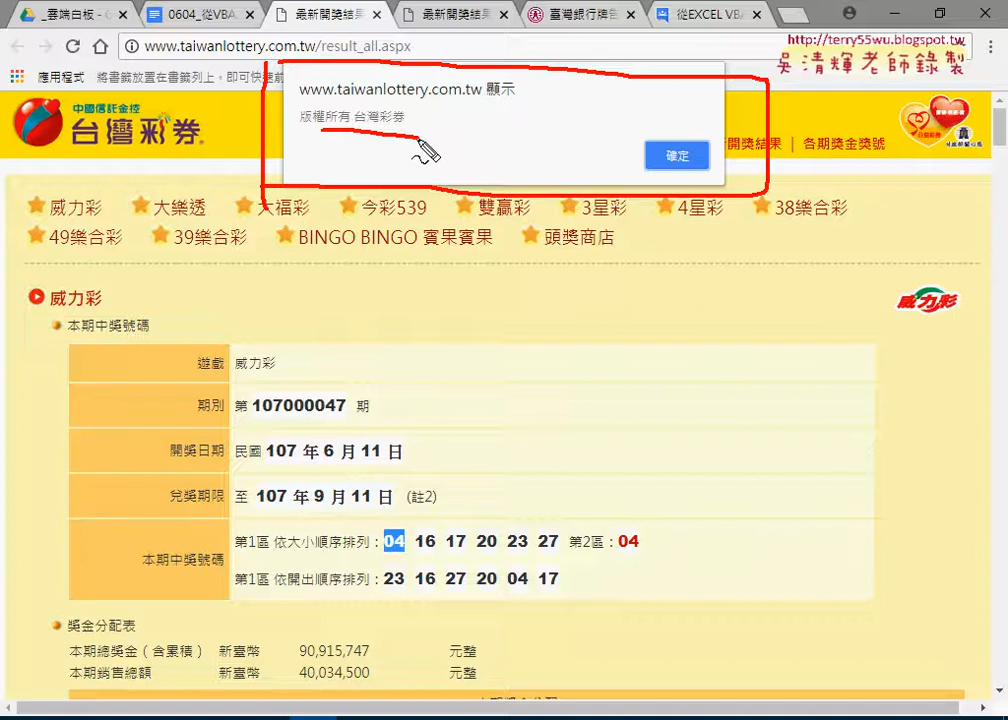 _雲端白板 - G
0604_從VBA
最新開獎結果
最新開獎結果
臺灣銀行牌告
從EXCEL VBA
www.taiwanlottery.com.tw/result_all.aspx
http://terry55wu.blogspot.tw
吳清輝老師錄製
應用程式 將書籤放置在書籤列上，即可快速前
www.taiwanlottery.com.tw 顯示
版權所有 台灣彩券
確定
中國信託金控
台灣彩券
開獎結果 | 各期獎金獎號
威力彩 大樂透 大福彩 今彩539 雙贏彩 3星彩 4星彩 38樂合彩
49樂合彩 39樂合彩 BINGO BINGO 賓果賓果 頭獎商店
威力彩
威力彩
本期中獎號碼
遊戲 威力彩
期別 第 107000047 期
開獎日期 民國 107 年 6 月 11 日
兌獎期限 至 107 年 9 月 11 日 (註2)
本期中獎號碼
第1區 依大小順序排列：04 16 17 20 23 27 第2區：04
第1區 依開出順序排列：23 16 27 20 04 17
獎金分配表
本期總獎金（含累積） 新臺幣 90,915,747 元整
本期銷售總額 新臺幣 40,034,500 元整